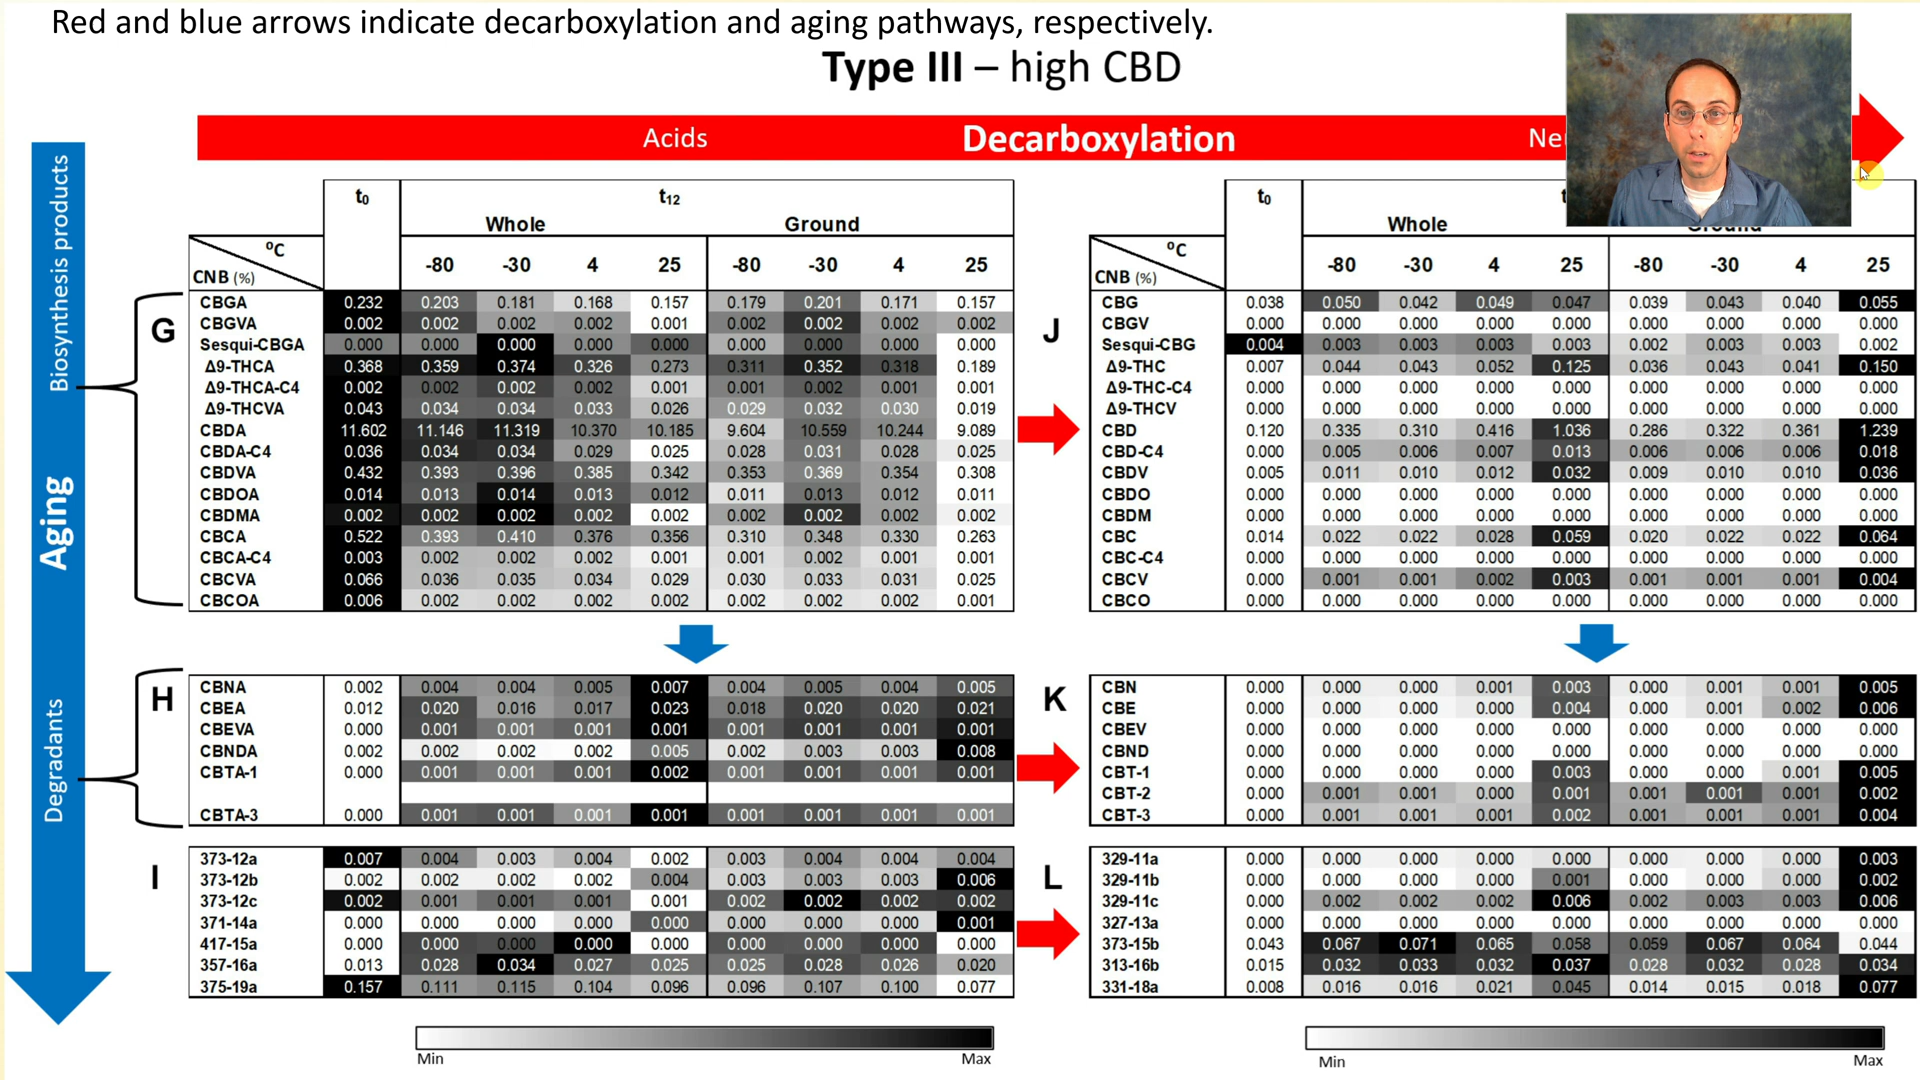 Red and blue arrows indicate decarboxylation and aging pathways, respectively.
Type III – high CBD
Acids Decarboxylation
Biosynthesis products
Aging
Degradants
t0 t12
Whole Ground
°C
CNB (%) -80 -30 4 25 -80 -30 4 25
G
CBGA 0.232 0.203 0.181 0.168 0.157 0.179 0.201 0.171 0.157
CBGVA 0.002 0.002 0.002 0.002 0.001 0.002 0.002 0.002 0.002
Sesqui-CBGA 0.000 0.000 0.000 0.000 0.000 0.000 0.000 0.000 0.000
Δ9-THCA 0.368 0.359 0.374 0.326 0.273 0.311 0.352 0.318 0.189
Δ9-THCA-C4 0.002 0.002 0.002 0.002 0.001 0.001 0.002 0.001 0.001
Δ9-THCVA 0.043 0.034 0.034 0.033 0.026 0.029 0.032 0.030 0.019
CBDA 11.602 11.146 11.319 10.370 10.185 9.604 10.559 10.244 9.089
CBDA-C4 0.036 0.034 0.034 0.029 0.025 0.028 0.031 0.028 0.025
CBDVA 0.432 0.393 0.396 0.385 0.342 0.353 0.369 0.354 0.308
CBDOA 0.014 0.013 0.014 0.013 0.012 0.011 0.013 0.012 0.011
CBDMA 0.002 0.002 0.002 0.002 0.002 0.002 0.002 0.002 0.002
CBCA 0.522 0.393 0.410 0.376 0.356 0.310 0.348 0.330 0.263
CBCA-C4 0.003 0.002 0.002 0.002 0.001 0.001 0.002 0.001 0.001
CBCVA 0.066 0.036 0.035 0.034 0.029 0.030 0.033 0.031 0.025
CBCOA 0.006 0.002 0.002 0.002 0.002 0.002 0.002 0.002 0.001
H
CBNA 0.002 0.004 0.004 0.005 0.007 0.004 0.005 0.004 0.005
CBEA 0.012 0.020 0.016 0.017 0.023 0.018 0.020 0.020 0.021
CBEVA 0.000 0.001 0.001 0.001 0.001 0.001 0.001 0.001 0.001
CBNDA 0.002 0.002 0.002 0.002 0.005 0.002 0.003 0.003 0.008
CBTA-1 0.000 0.001 0.001 0.001 0.002 0.001 0.001 0.001 0.001
CBTA-3 0.000 0.001 0.001 0.001 0.001 0.001 0.001 0.001 0.001
I
373-12a 0.007 0.004 0.003 0.004 0.002 0.003 0.004 0.004 0.004
373-12b 0.002 0.002 0.002 0.002 0.004 0.003 0.003 0.003 0.006
373-12c 0.002 0.001 0.001 0.001 0.001 0.002 0.002 0.002 0.002
371-14a 0.000 0.000 0.000 0.000 0.000 0.000 0.000 0.000 0.001
417-15a 0.000 0.000 0.000 0.000 0.000 0.000 0.000 0.000 0.000
357-16a 0.013 0.028 0.034 0.027 0.025 0.025 0.028 0.026 0.020
375-19a 0.157 0.111 0.115 0.104 0.096 0.096 0.107 0.100 0.077
Min Max
t0
Whole
°C
CNB (%) -80 -30 4 25 -80 -30 4 25
J
CBG 0.038 0.050 0.042 0.049 0.047 0.039 0.043 0.040 0.055
CBGV 0.000 0.000 0.000 0.000 0.000 0.000 0.000 0.000 0.000
Sesqui-CBG 0.004 0.003 0.003 0.003 0.003 0.002 0.003 0.003 0.002
Δ9-THC 0.007 0.044 0.043 0.052 0.125 0.036 0.043 0.041 0.150
Δ9-THC-C4 0.000 0.000 0.000 0.000 0.000 0.000 0.000 0.000 0.000
Δ9-THCV 0.000 0.000 0.000 0.000 0.000 0.000 0.000 0.000 0.000
CBD 0.120 0.335 0.310 0.416 1.036 0.286 0.322 0.361 1.239
CBD-C4 0.000 0.005 0.006 0.007 0.013 0.006 0.006 0.006 0.018
CBDV 0.005 0.011 0.010 0.012 0.032 0.009 0.010 0.010 0.036
CBDO 0.000 0.000 0.000 0.000 0.000 0.000 0.000 0.000 0.000
CBDM 0.000 0.000 0.000 0.000 0.000 0.000 0.000 0.000 0.000
CBC 0.014 0.022 0.022 0.028 0.059 0.020 0.022 0.022 0.064
CBC-C4 0.000 0.000 0.000 0.000 0.000 0.000 0.000 0.000 0.000
CBCV 0.000 0.001 0.001 0.002 0.003 0.001 0.001 0.001 0.004
CBCO 0.000 0.000 0.000 0.000 0.000 0.000 0.000 0.000 0.000
K
CBN 0.000 0.000 0.000 0.001 0.003 0.000 0.001 0.001 0.005
CBE 0.000 0.000 0.000 0.000 0.004 0.000 0.001 0.002 0.006
CBEV 0.000 0.000 0.000 0.000 0.000 0.000 0.000 0.000 0.000
CBND 0.000 0.000 0.000 0.000 0.000 0.000 0.000 0.000 0.000
CBT-1 0.000 0.000 0.000 0.000 0.003 0.000 0.000 0.001 0.005
CBT-2 0.000 0.001 0.001 0.000 0.001 0.001 0.001 0.001 0.002
CBT-3 0.000 0.001 0.001 0.001 0.002 0.001 0.001 0.001 0.004
L
329-11a 0.000 0.000 0.000 0.000 0.000 0.000 0.000 0.000 0.003
329-11b 0.000 0.000 0.000 0.000 0.001 0.000 0.000 0.000 0.002
329-11c 0.000 0.002 0.002 0.002 0.006 0.002 0.003 0.003 0.006
327-13a 0.000 0.000 0.000 0.000 0.000 0.000 0.000 0.000 0.000
373-15b 0.043 0.067 0.071 0.065 0.058 0.059 0.067 0.064 0.044
313-16b 0.015 0.032 0.033 0.032 0.037 0.028 0.032 0.028 0.034
331-18a 0.008 0.016 0.016 0.021 0.045 0.014 0.015 0.018 0.077
Min Max